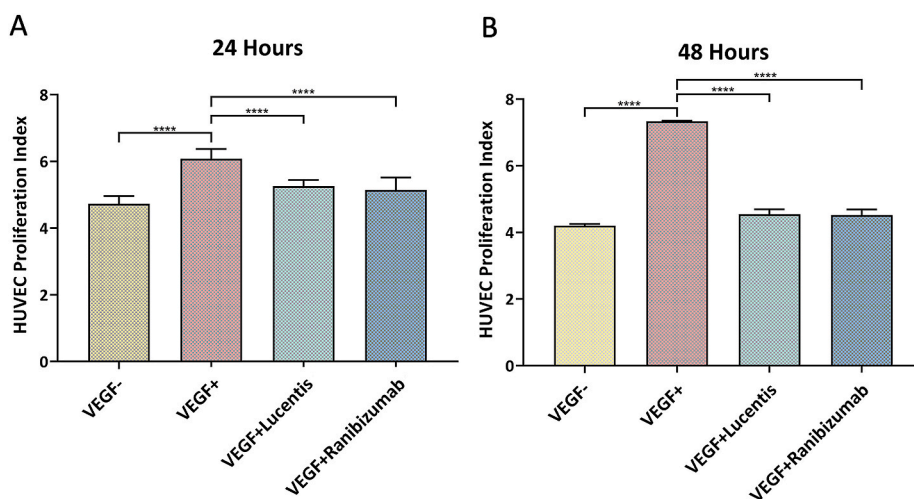 A
24 Hours
HUVEC Proliferation Index
8
6
4
2
0
****
****
****
VEGF-
VEGF+
VEGF+Lucentis
VEGF+Ranibizumab
B
48 Hours
HUVEC Proliferation Index
8
6
4
2
0
****
****
****
VEGF-
VEGF+
VEGF+Lucentis
VEGF+Ranibizumab